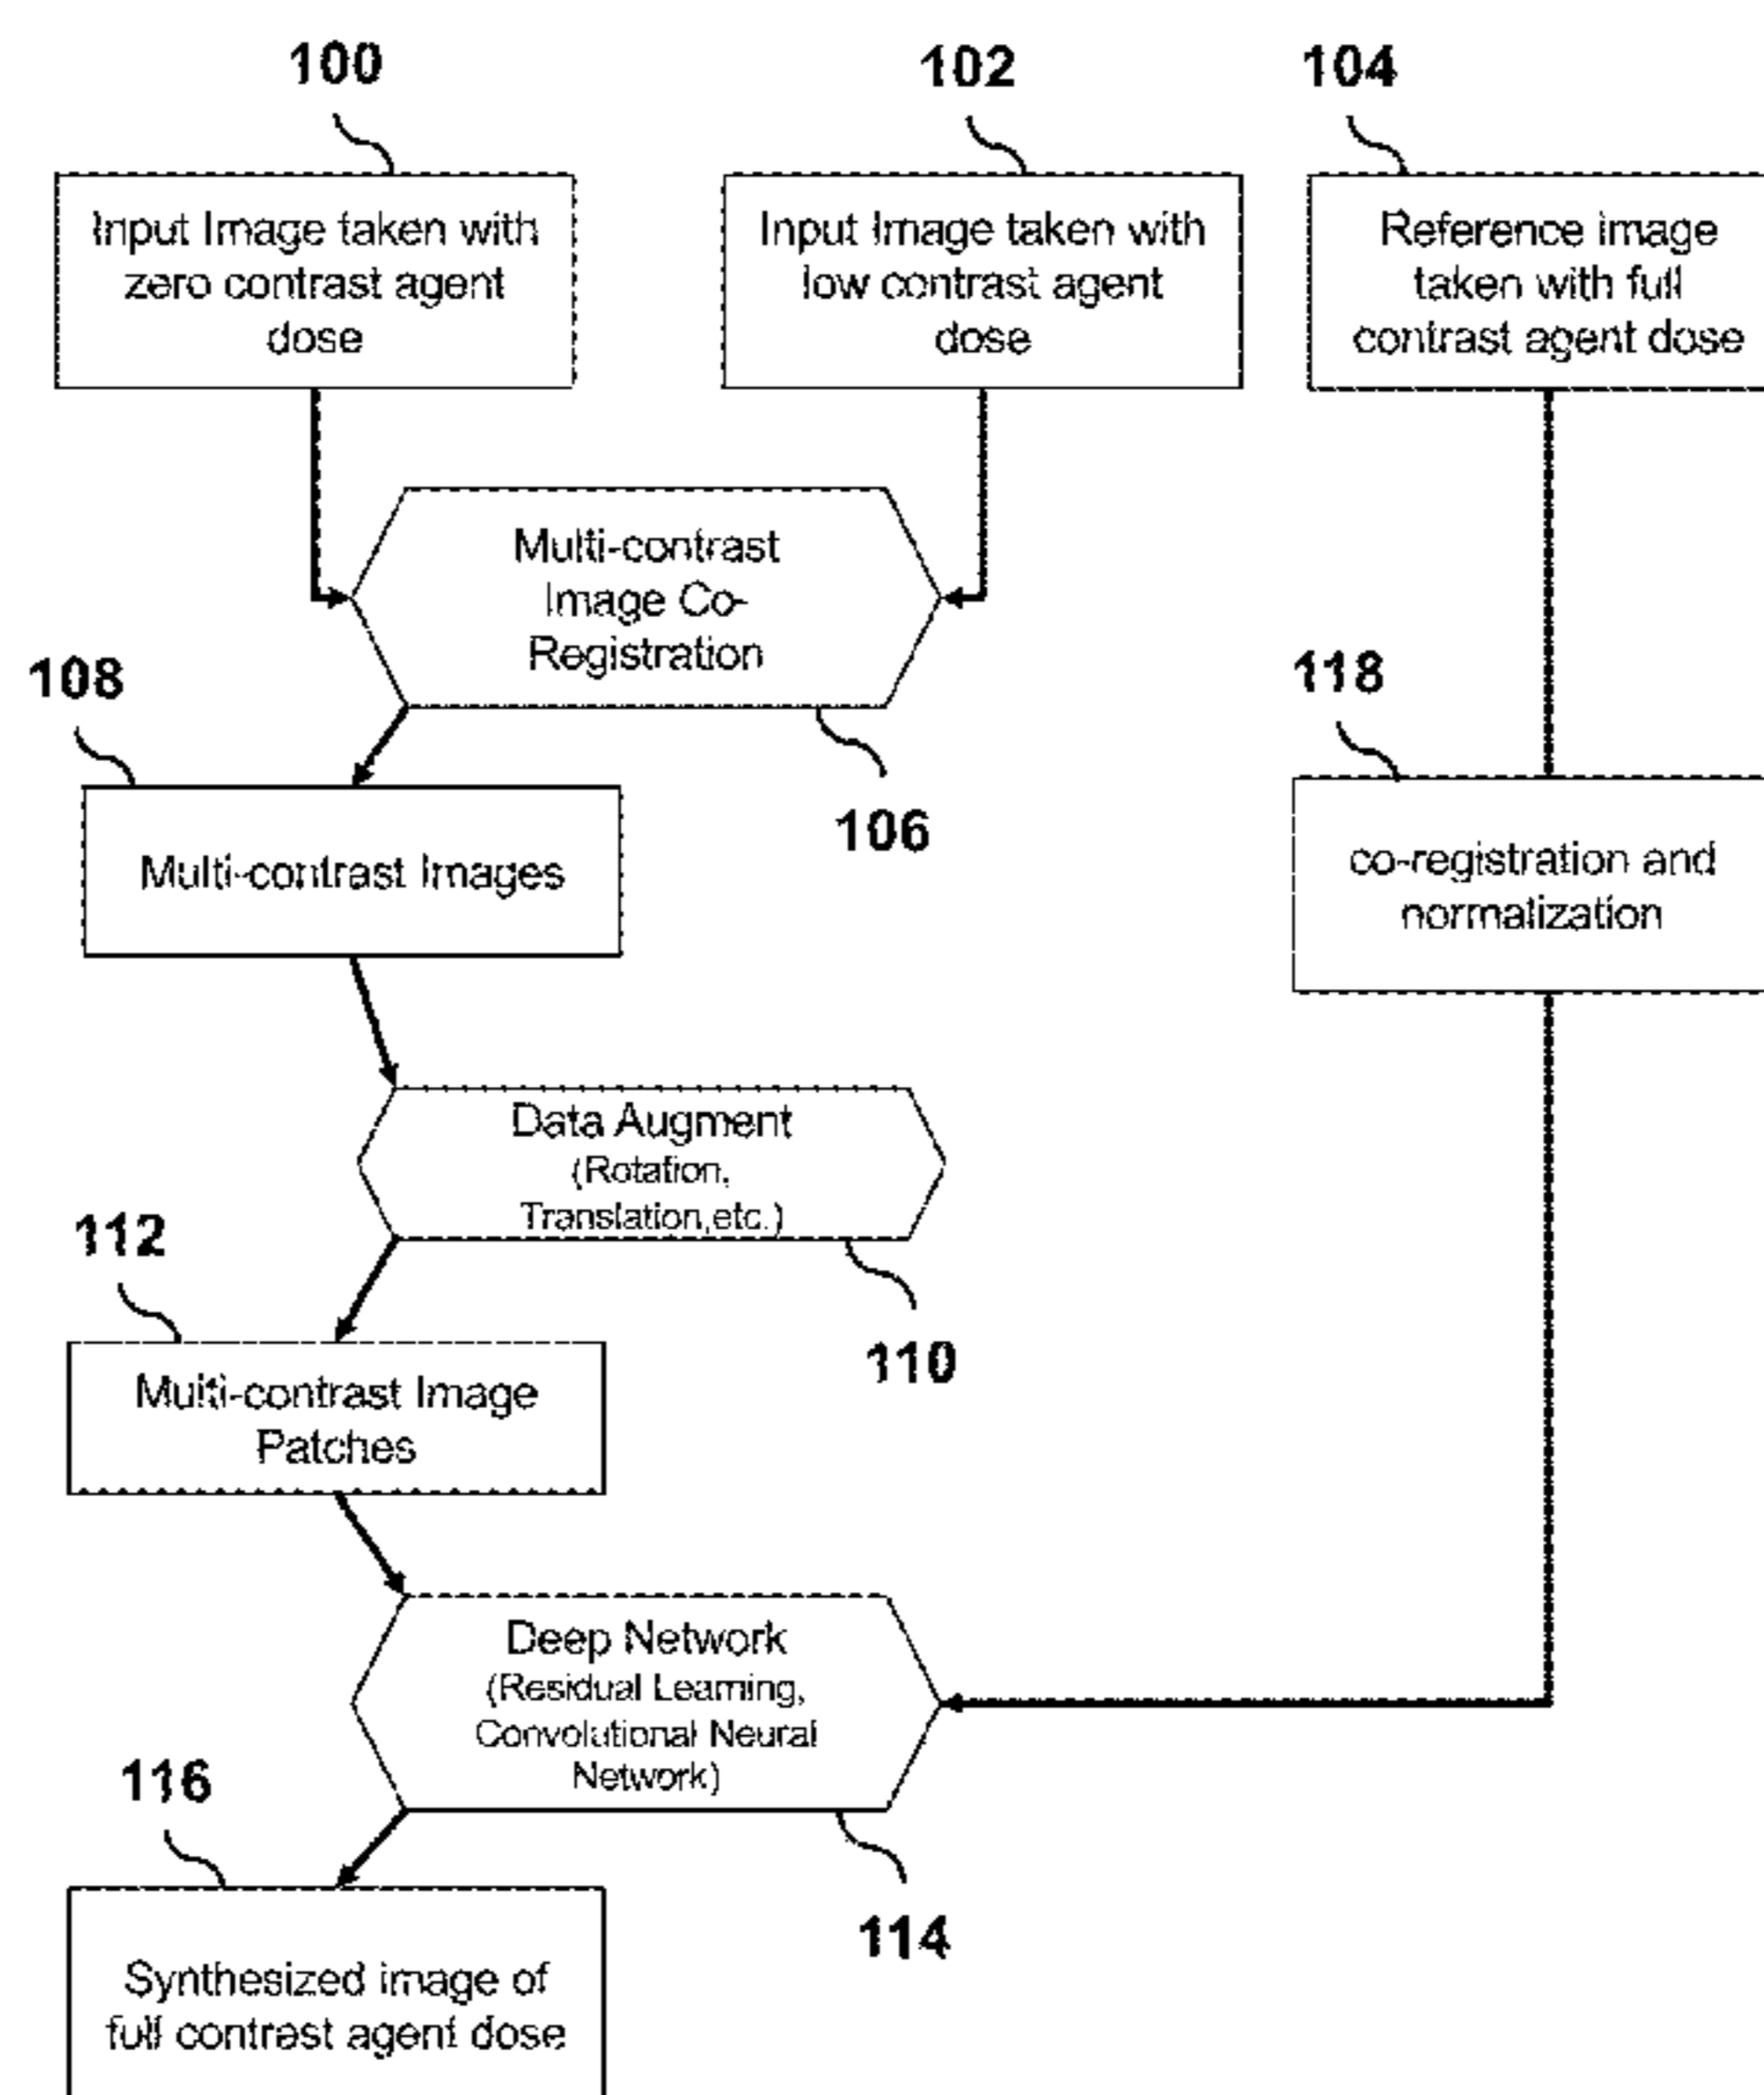 100
102
104
Input Image taken with
zero contrast agent
dose
Input Image taken with
low contrast agent
dose
Reference image
taken with full
contrast agent dose
Multi-contrast
Image Co-
Registration
108
118
106
Multi-contrast Images
co-registration and
normalization
Data Augment
(Rotation,
Translation,etc.)
112
110
Multi-contrast Image
Patches
Deep Network
(Residual Learning,
Convolutional Neural
Network)
116
114
Synthesized image of
full contrast agent dose